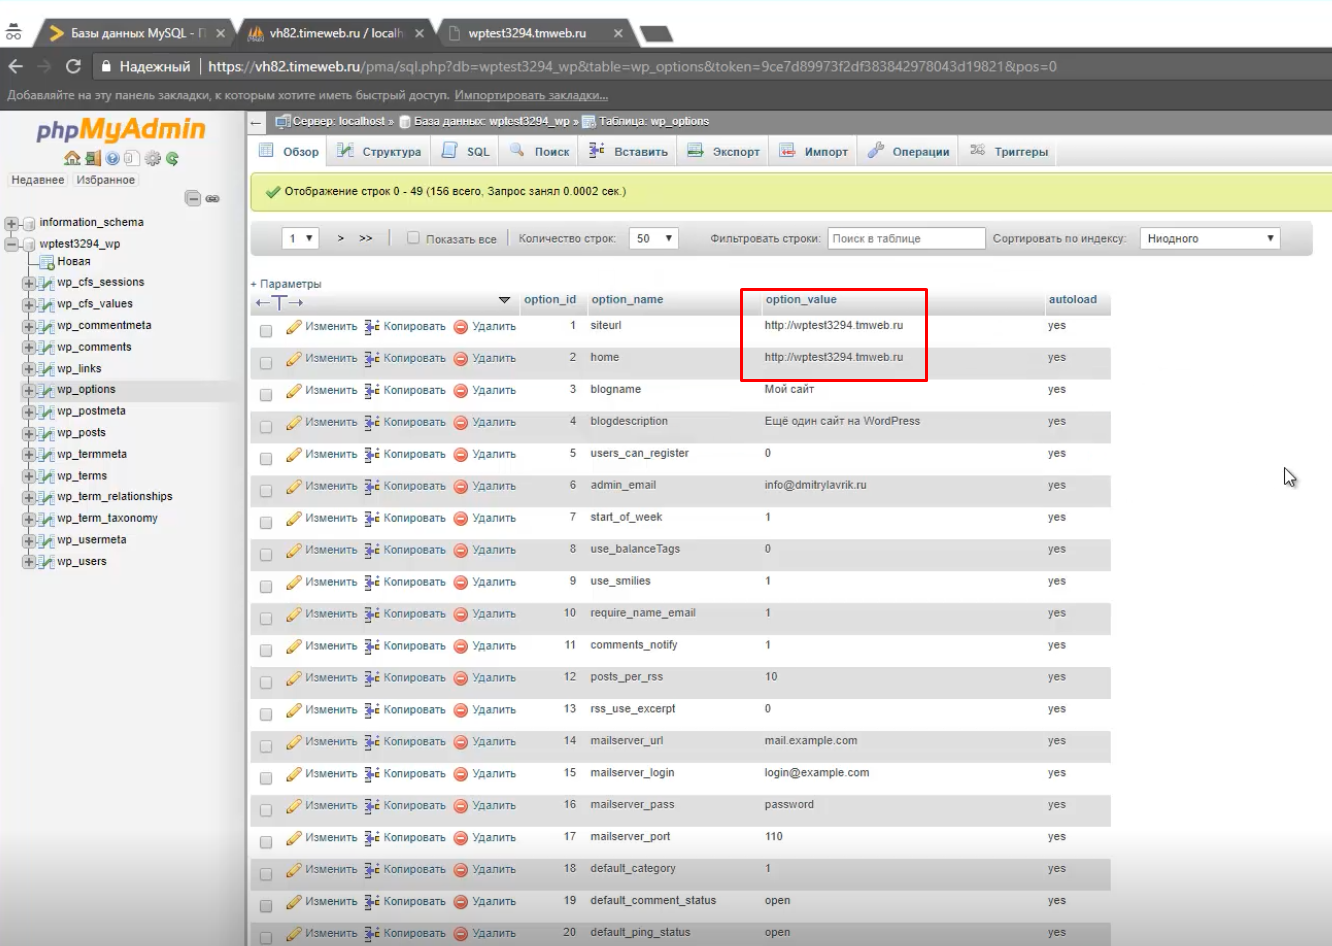 Базы данных MySQL - П
vh82.timeweb.ru / localh
wptest3294.tmweb.ru
Надежный https://vh82.timeweb.ru/pma/sql.php?db=wptest3294_wp&table=wp_options&token=9ce7d89973f2df383842978043d19821&pos=0
Добавляйте на эту панель закладки, к которым хотите иметь быстрый доступ. Импортировать закладки...
phpMyAdmin
Недавнее Избранное
information_schema
wptest3294_wp
Новая
wp_cfs_sessions
wp_cfs_values
wp_commentmeta
wp_comments
wp_links
wp_options
wp_postmeta
wp_posts
wp_termmeta
wp_terms
wp_term_relationships
wp_term_taxonomy
wp_usermeta
wp_users
Сервер: localhost » База данных: wptest3294_wp » Таблица: wp_options
Обзор Структура SQL Поиск Вставить Экспорт Импорт Операции Триггеры
Отображение строк 0 - 49 (156 всего, Запрос занял 0.0002 сек.)
1 > >> Показать все Количество строк: 50 Фильтровать строки: Поиск в таблице Сортировать по индексу: Ниодного
+ Параметры
←T→ option_id option_name option_value autoload
Изменить Копировать Удалить 1 siteurl http://wptest3294.tmweb.ru yes
Изменить Копировать Удалить 2 home http://wptest3294.tmweb.ru yes
Изменить Копировать Удалить 3 blogname Мой сайт yes
Изменить Копировать Удалить 4 blogdescription Ещё один сайт на WordPress yes
Изменить Копировать Удалить 5 users_can_register 0 yes
Изменить Копировать Удалить 6 admin_email info@dmitrylavrik.ru yes
Изменить Копировать Удалить 7 start_of_week 1 yes
Изменить Копировать Удалить 8 use_balanceTags 0 yes
Изменить Копировать Удалить 9 use_smilies 1 yes
Изменить Копировать Удалить 10 require_name_email 1 yes
Изменить Копировать Удалить 11 comments_notify 1 yes
Изменить Копировать Удалить 12 posts_per_rss 10 yes
Изменить Копировать Удалить 13 rss_use_excerpt 0 yes
Изменить Копировать Удалить 14 mailserver_url mail.example.com yes
Изменить Копировать Удалить 15 mailserver_login login@example.com yes
Изменить Копировать Удалить 16 mailserver_pass password yes
Изменить Копировать Удалить 17 mailserver_port 110 yes
Изменить Копировать Удалить 18 default_category 1 yes
Изменить Копировать Удалить 19 default_comment_status open yes
Изменить Копировать Удалить 20 default_ping_status open yes